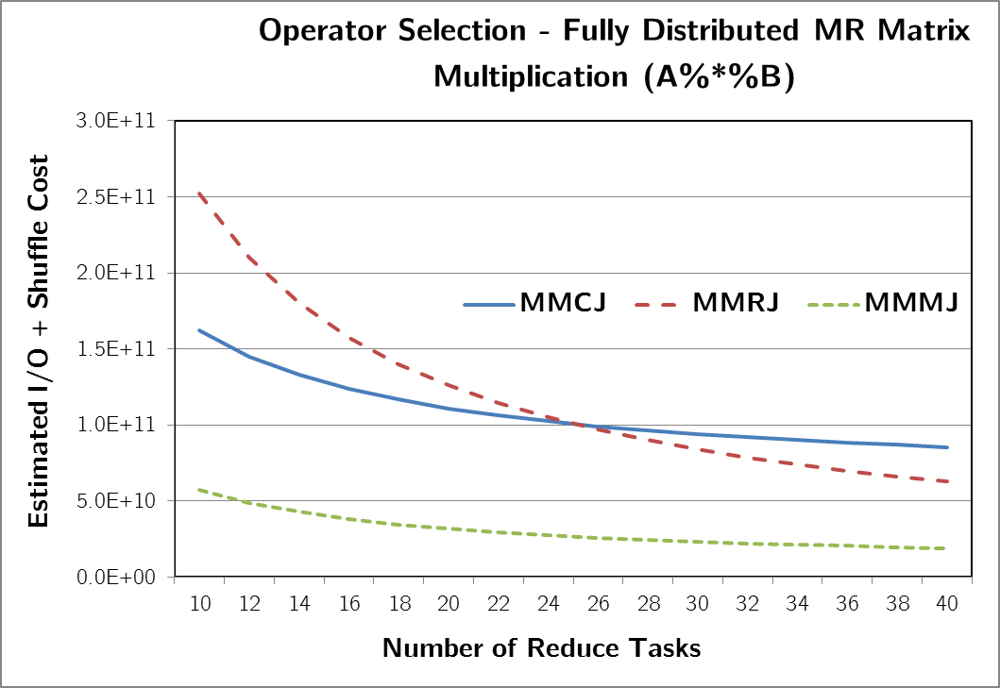 Operator Selection - Fully Distributed MR Matrix
Multiplication (A%*%B)
Estimated I/O + Shuffle Cost
3.0E+11
2.5E+11
2.0E+11
1.5E+11
1.0E+11
5.0E+10
0.0E+00
MMCJ MMRJ MMMJ
10 12 14 16 18 20 22 24 26 28 30 32 34 36 38 40
Number of Reduce Tasks